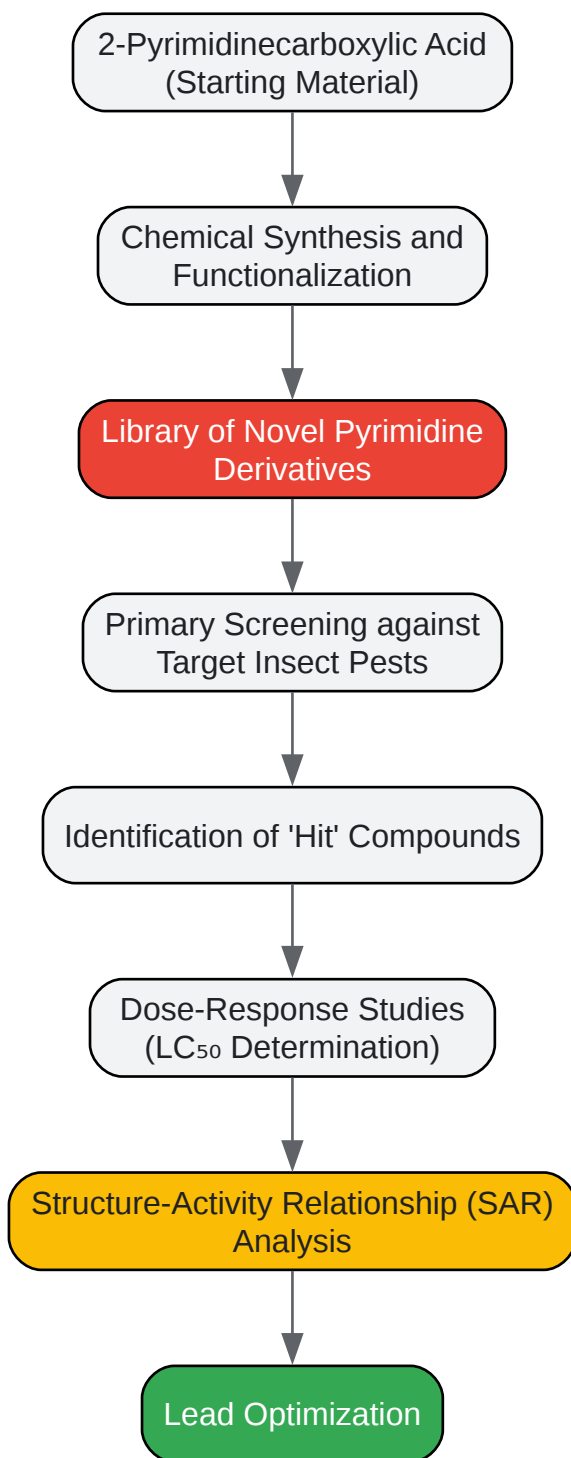 2-Pyrimidinecarboxylic Acid
(Starting Material)
Chemical Synthesis and
Functionalization
Library of Novel Pyrimidine
Derivatives
Primary Screening against
Target Insect Pests
Identification of 'Hit' Compounds
Dose-Response Studies
(LC₅₀ Determination)
Structure-Activity Relationship (SAR)
Analysis
Lead Optimization